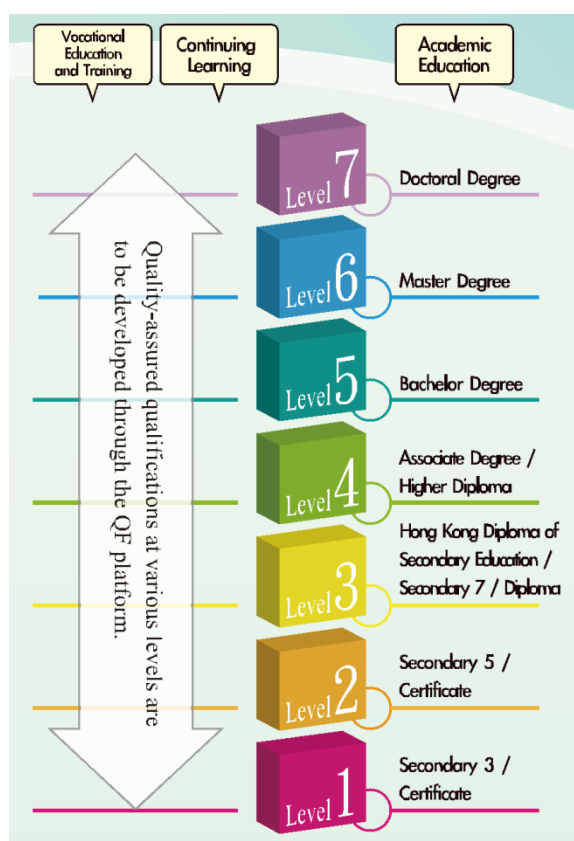 Vocational
Education
and Training
Continuing
Learning
Academic
Education
Quality-assured qualifications at various levels are
to be developed through the QF platform.
Level 7
Doctoral Degree
Level 6
Master Degree
Level 5
Bachelor Degree
Level 4
Associate Degree /
Higher Diploma
Level 3
Hong Kong Diploma of
Secondary Education /
Secondary 7 / Diploma
Level 2
Secondary 5 /
Certificate
Level 1
Secondary 3 /
Certificate